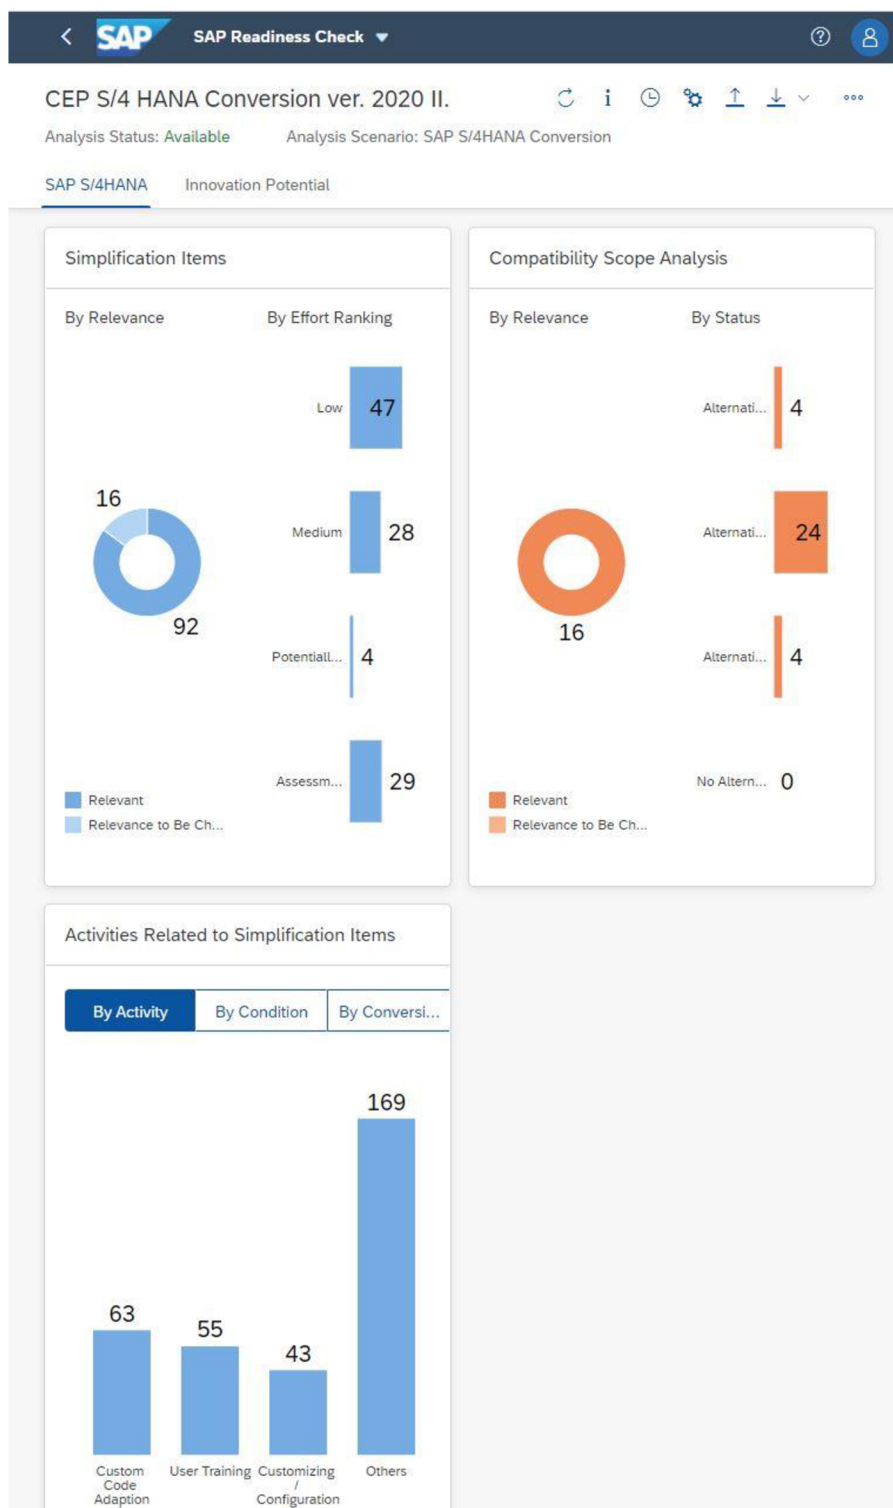 SAP SAP Readiness Check
CEP S/4 HANA Conversion ver. 2020 II.
Analysis Status: Available Analysis Scenario: SAP S/4HANA Conversion
SAP S/4HANA Innovation Potential
Simplification Items
By Relevance By Effort Ranking
Low 47
16
Medium 28
92
Potentiall... 4
Assessm... 29
Relevant
Relevance to Be Ch...
Compatibility Scope Analysis
By Relevance By Status
Alternati... 4
Alternati... 24
16
Alternati... 4
No Altern... 0
Relevant
Relevance to Be Ch...
Activities Related to Simplification Items
By Activity By Condition By Conversi...
169
63
55
43
Custom
Code
Adaption
User Training
Customizing
/
Configuration
Others